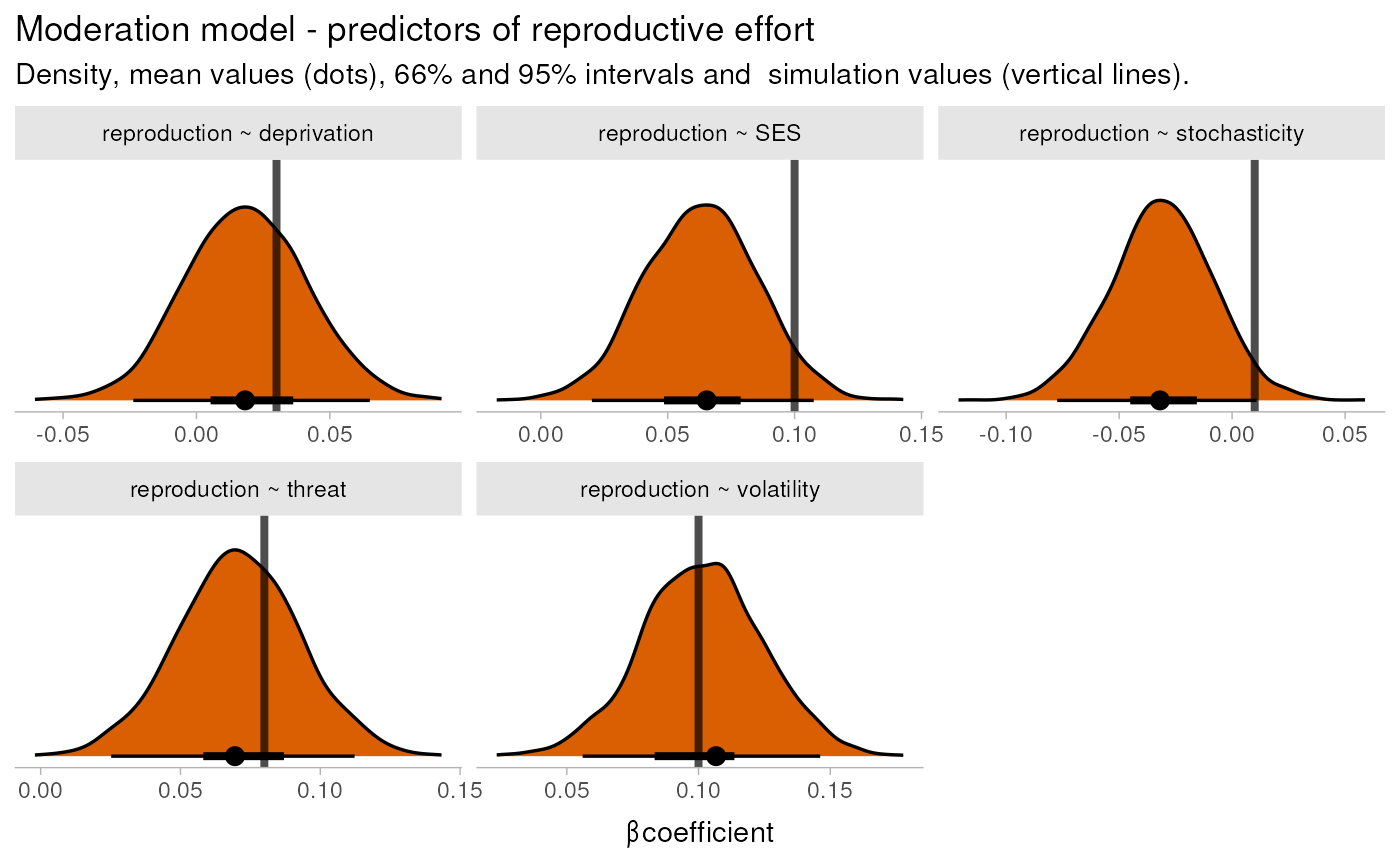 Moderation model - predictors of reproductive effort
Density, mean values (dots), 66% and 95% intervals and  simulation values (vertical lines).
reproduction ~ deprivation
reproduction ~ SES
reproduction ~ stochasticity
-0.05 0.00 0.05
0.00 0.05 0.10 0.15
-0.10 -0.05 0.00 0.05
reproduction ~ threat
reproduction ~ volatility
0.00 0.05 0.10 0.15
0.05 0.10 0.15
βcoefficient